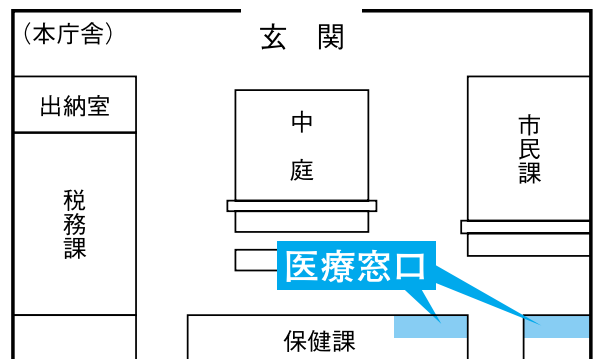 （本庁舎）
玄関
出納室
中庭
市民課
税務課
医療窓口
保健課